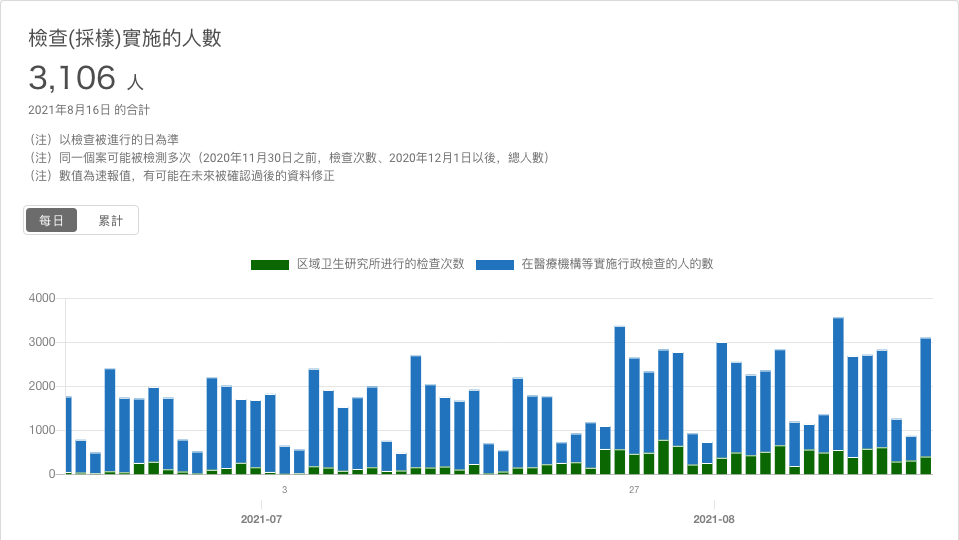 檢查(採樣)實施的人數
3,106 人
2021年8月16日 的合計
（注）以檢查被進行的日為準
（注）同一個案可能被檢測多次（2020年11月30日之前，檢查次數、2020年12月1日以後，總人數）
（注）數值為速報值，有可能在未來被確認過後的資料修正
每日 累計
区域卫生研究所进行的检查次数 在醫療機構等實施行政檢查的人的數
4000
3000
2000
1000
0
3 27
2021-07 2021-08